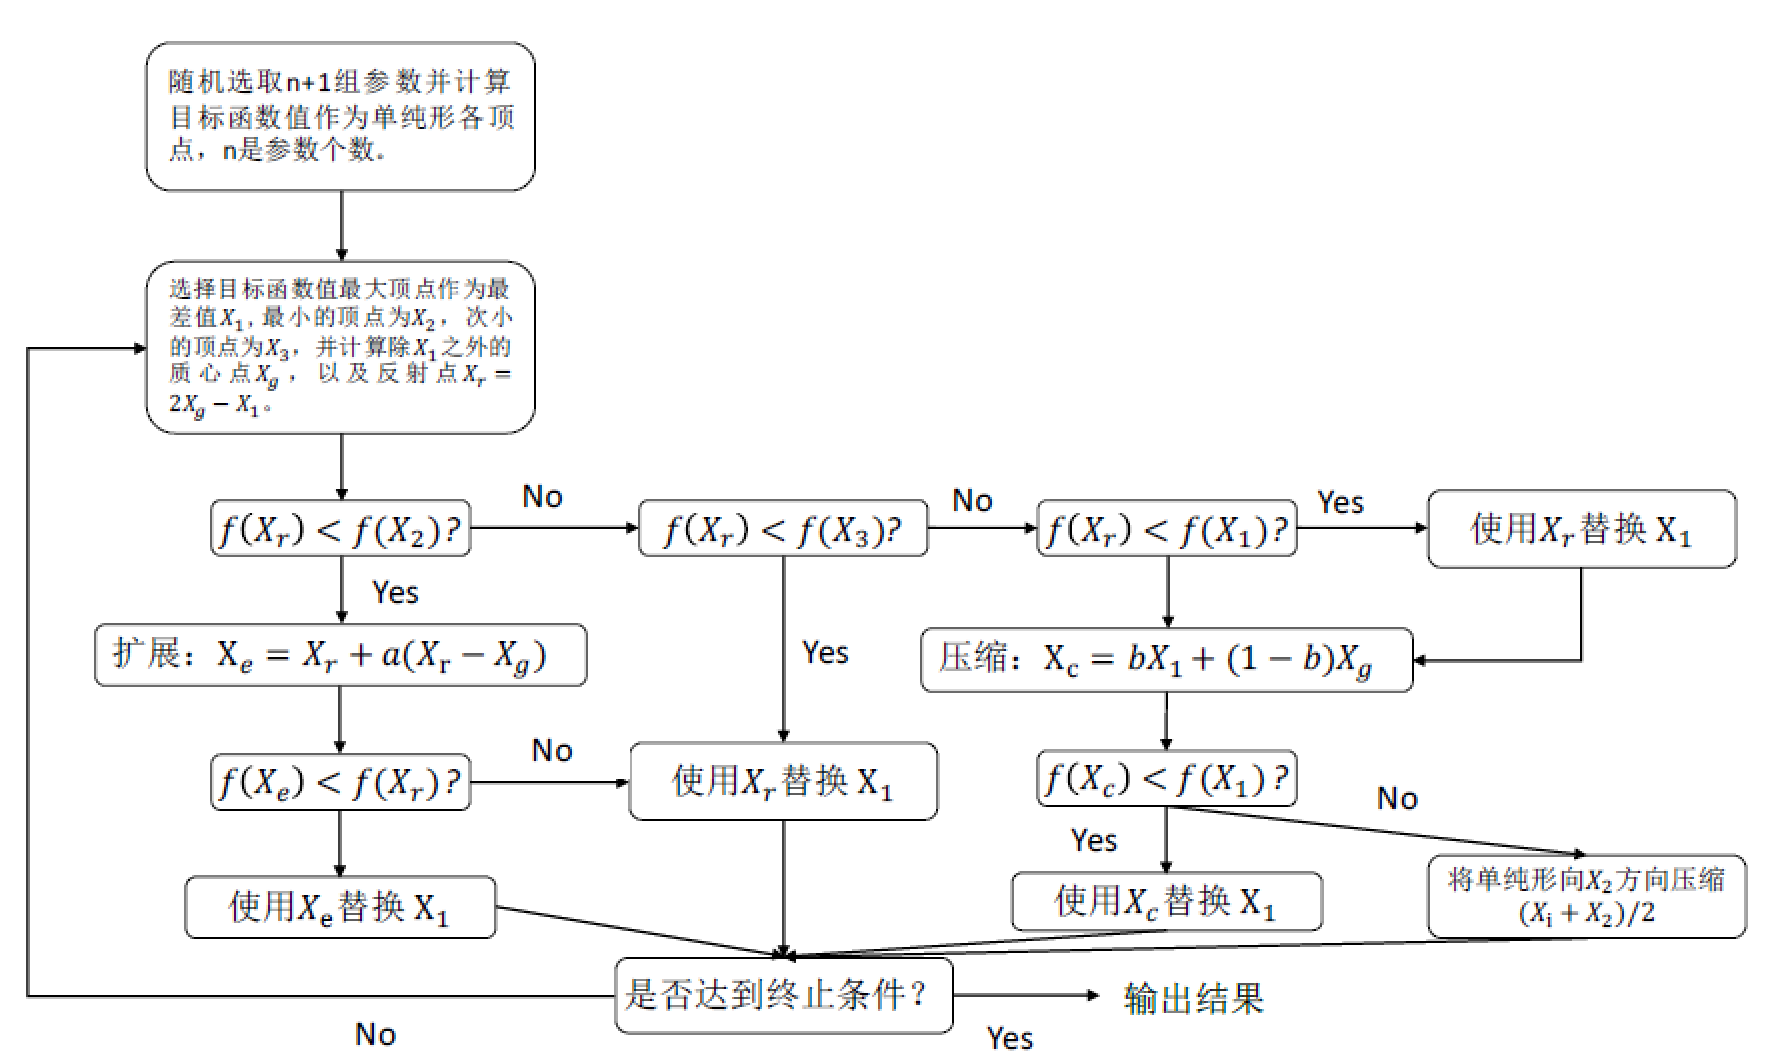 随机选取n+1组参数并计算
目标函数值作为单纯形各顶
点，n是参数个数.
选择目标函数值最大顶点作为最
差值X₁,最小的顶点为X₂，次小
的顶点为X₃，并计算除X₁之外的
质心点X_g，以及反射点X_r =
2X_g − X₁。
f(X_r) < f(X₂)?
No
f(X_r) < f(X₃)?
No
f(X_r) < f(X₁)?
Yes
使用X_r替换 X₁
Yes
扩展：X_e = X_r + a(X_r − X_g)
Yes
压缩：X_c = bX₁ + (1 − b)X_g
f(X_e) < f(X_r)?
No
使用X_r替换 X₁
f(X_c) < f(X₁)?
No
Yes
使用X_e替换 X₁
使用X_c替换 X₁
将单纯形向X₂方向压缩
(X_i + X₂)/2
是否达到终止条件？
输出结果
No
Yes